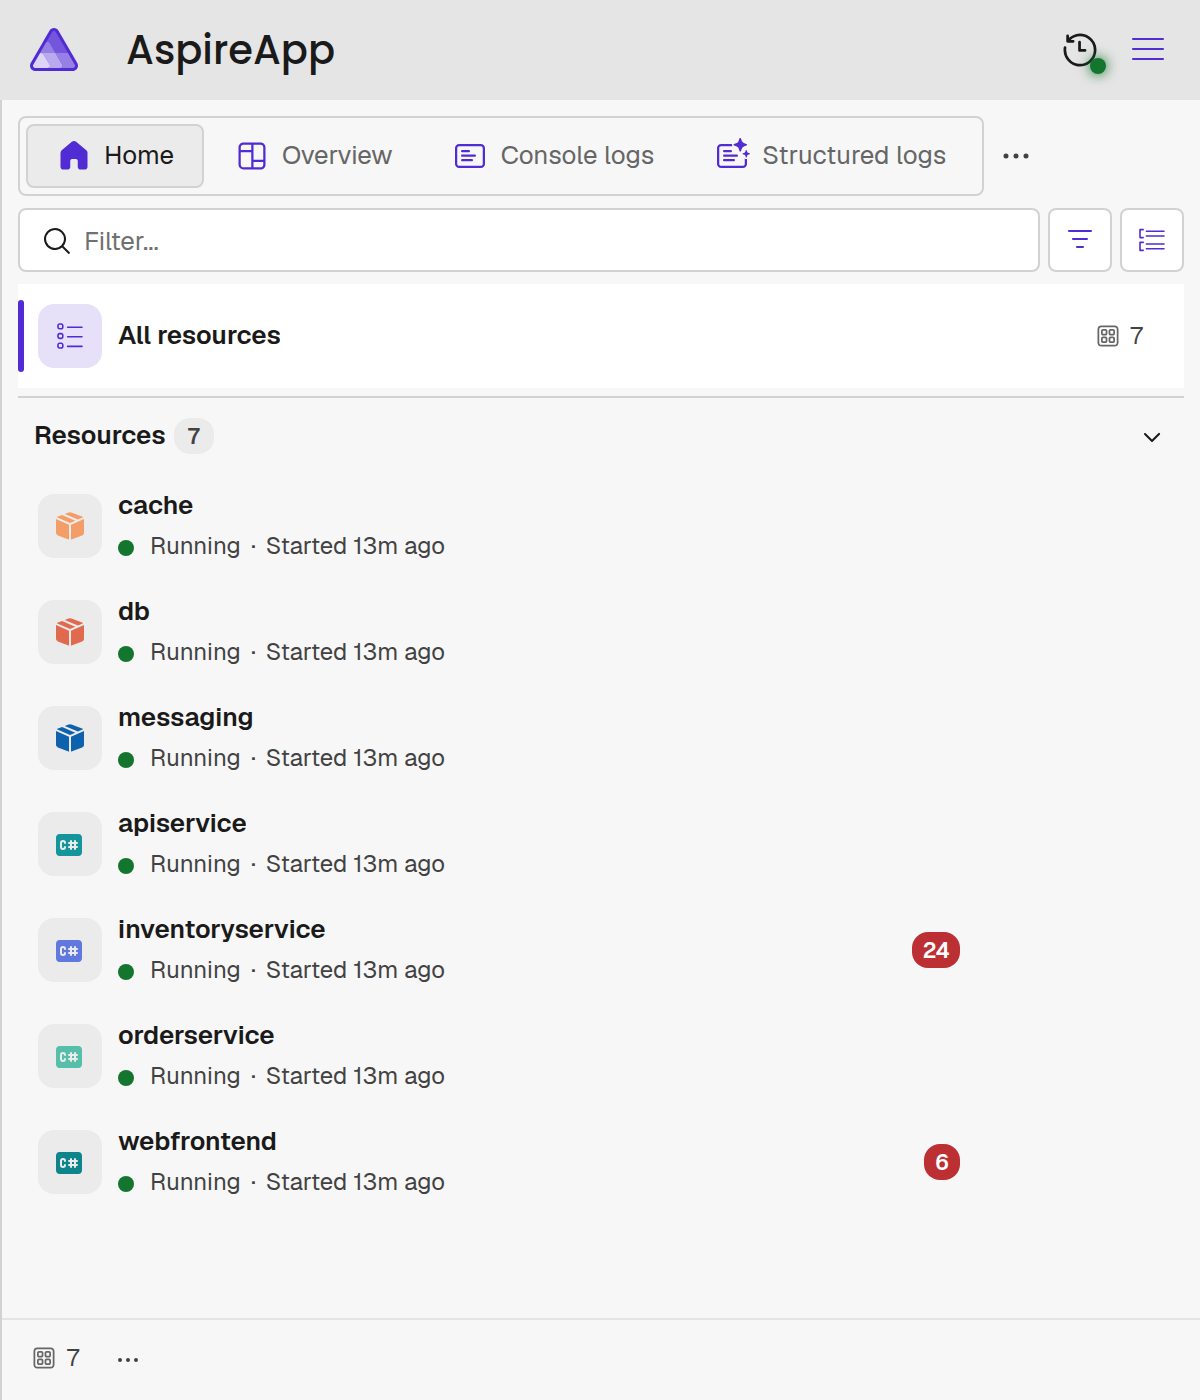 AspireApp
Home Overview Console logs Structured logs
Filter...
All resources 7
Resources 7
cache
Running · Started 13m ago
db
Running · Started 13m ago
messaging
Running · Started 13m ago
C# apiservice
Running · Started 13m ago
C# inventoryservice 24
Running · Started 13m ago
C# orderservice
Running · Started 13m ago
C# webfrontend 6
Running · Started 13m ago
7